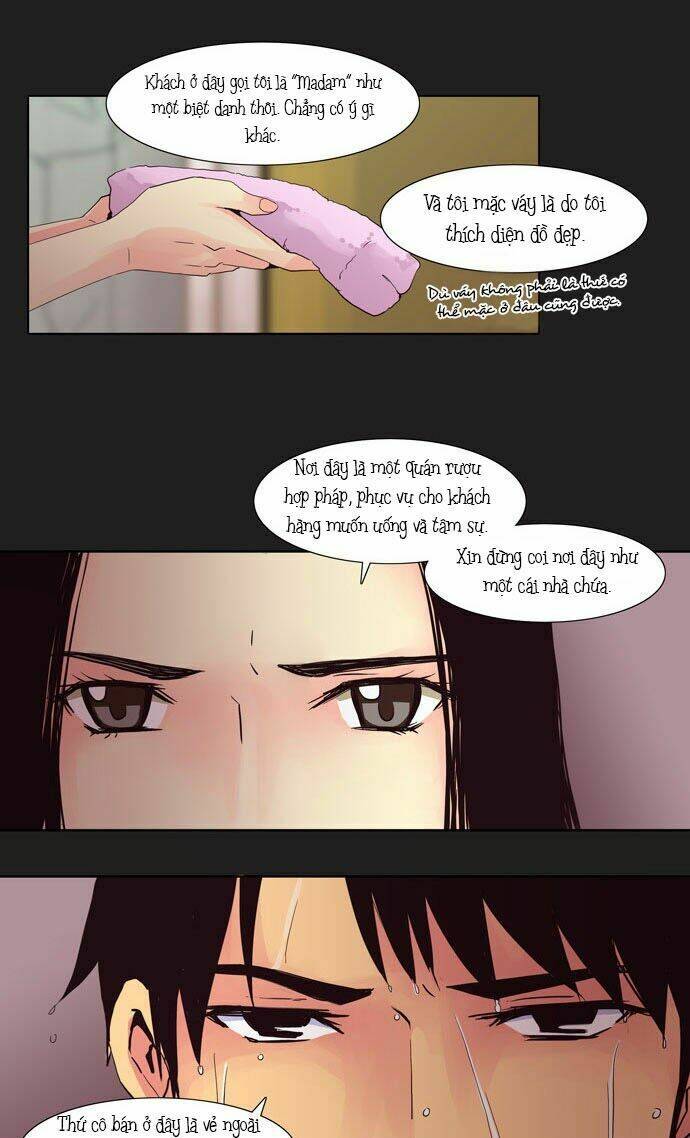 Khách ở đây gọi tôi là "Madam" như
một biệt danh thôi. Chẳng có ý gì
khác.
Và tôi mặc váy là do tôi
thích diện đồ đẹp.
Dù váy không phải là thứ có
thể mặc ở đâu cũng được.
Nơi đây là một quán rượu
hợp pháp, phục vụ cho khách
hàng muốn uống và tâm sự.
Xin đừng coi nơi đây như
một cái nhà chứa.
Thứ cô bán ở đây là vẻ ngoài